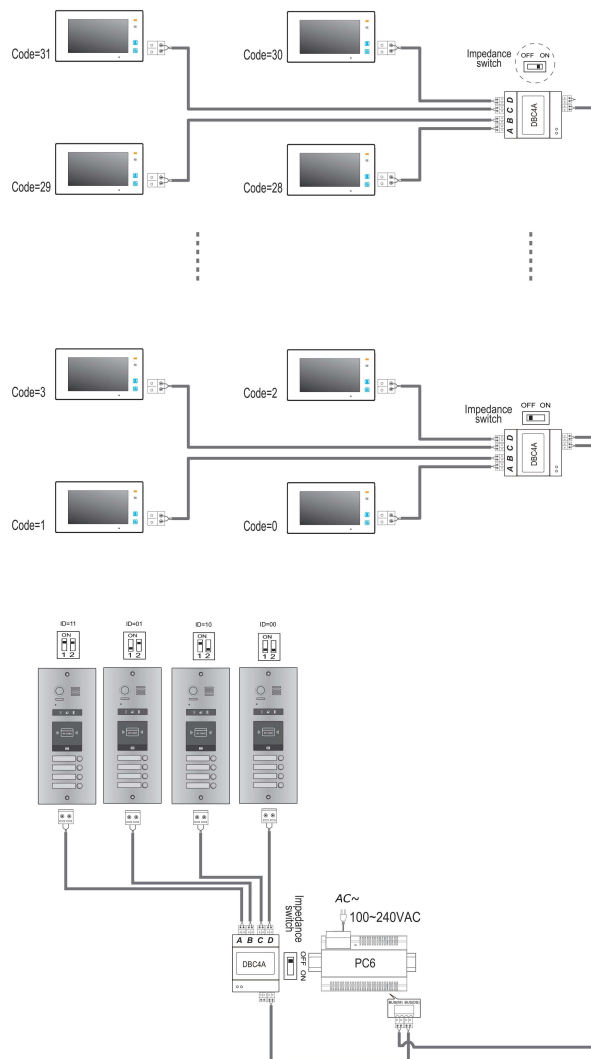 Code=31
Code=30
Impedance
switch
OFF ON
A B C D
DBC4A
Code=29
Code=28
Code=3
Code=2
Impedance
switch
OFF ON
A B C D
DBC4A
Code=1
Code=0
ID=11
ID=01
ID=10
ID=00
ON
1 2
ON
1 2
ON
1 2
ON
1 2
Impedance
switch
OFF ON
AC~
100~240VAC
A B C D
DBC4A
PC6